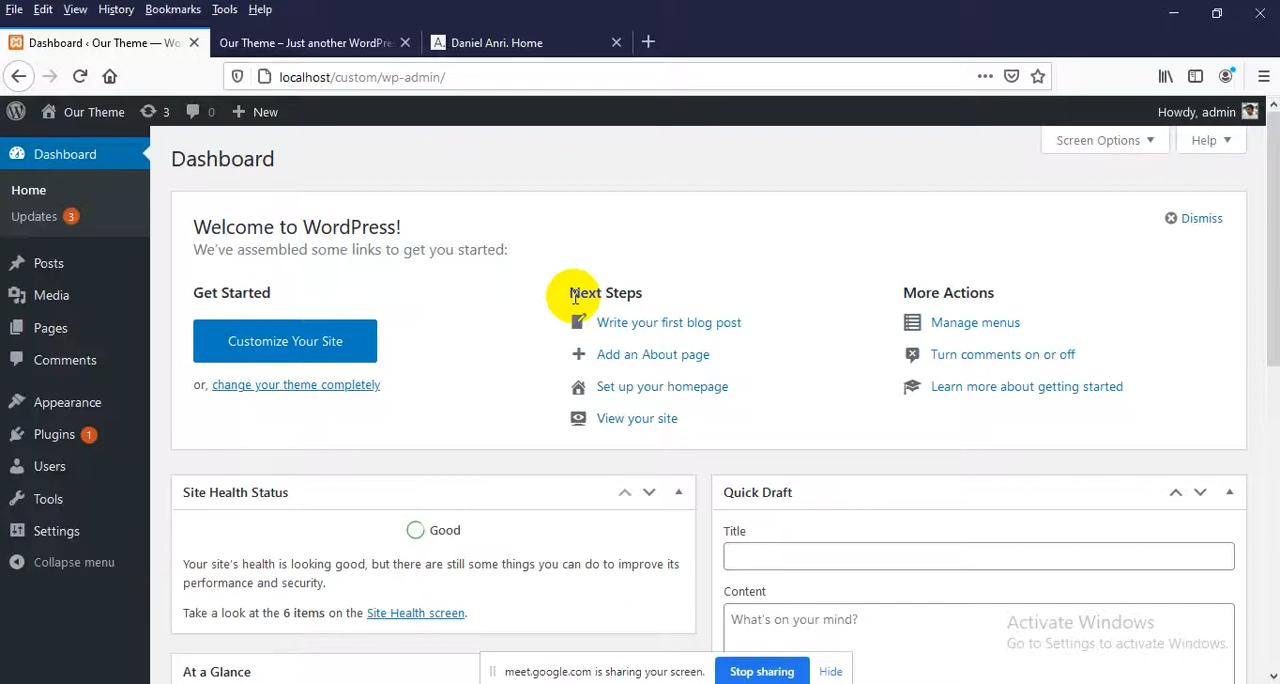 File Edit View History Bookmarks Tools Help
Dashboard ‹ Our Theme — Wo
Our Theme – Just another WordPre
A. Daniel Anri. Home
localhost/custom/wp-admin/
Our Theme 3 0 New
Howdy, admin
Dashboard
Home
Updates 3
Posts
Media
Pages
Comments
Appearance
Plugins 1
Users
Tools
Settings
Collapse menu
Screen Options
Help
Dashboard
Welcome to WordPress!
We've assembled some links to get you started:
Dismiss
Get Started
Customize Your Site
or, change your theme completely
Next Steps
Write your first blog post
Add an About page
Set up your homepage
View your site
More Actions
Manage menus
Turn comments on or off
Learn more about getting started
Site Health Status
Good
Your site's health is looking good, but there are still some things you can do to improve its
performance and security.
Take a look at the 6 items on the Site Health screen.
At a Glance
Quick Draft
Title
Content
What's on your mind?
Activate Windows
Go to Settings to activate Windows.
meet.google.com is sharing your screen.
Stop sharing
Hide